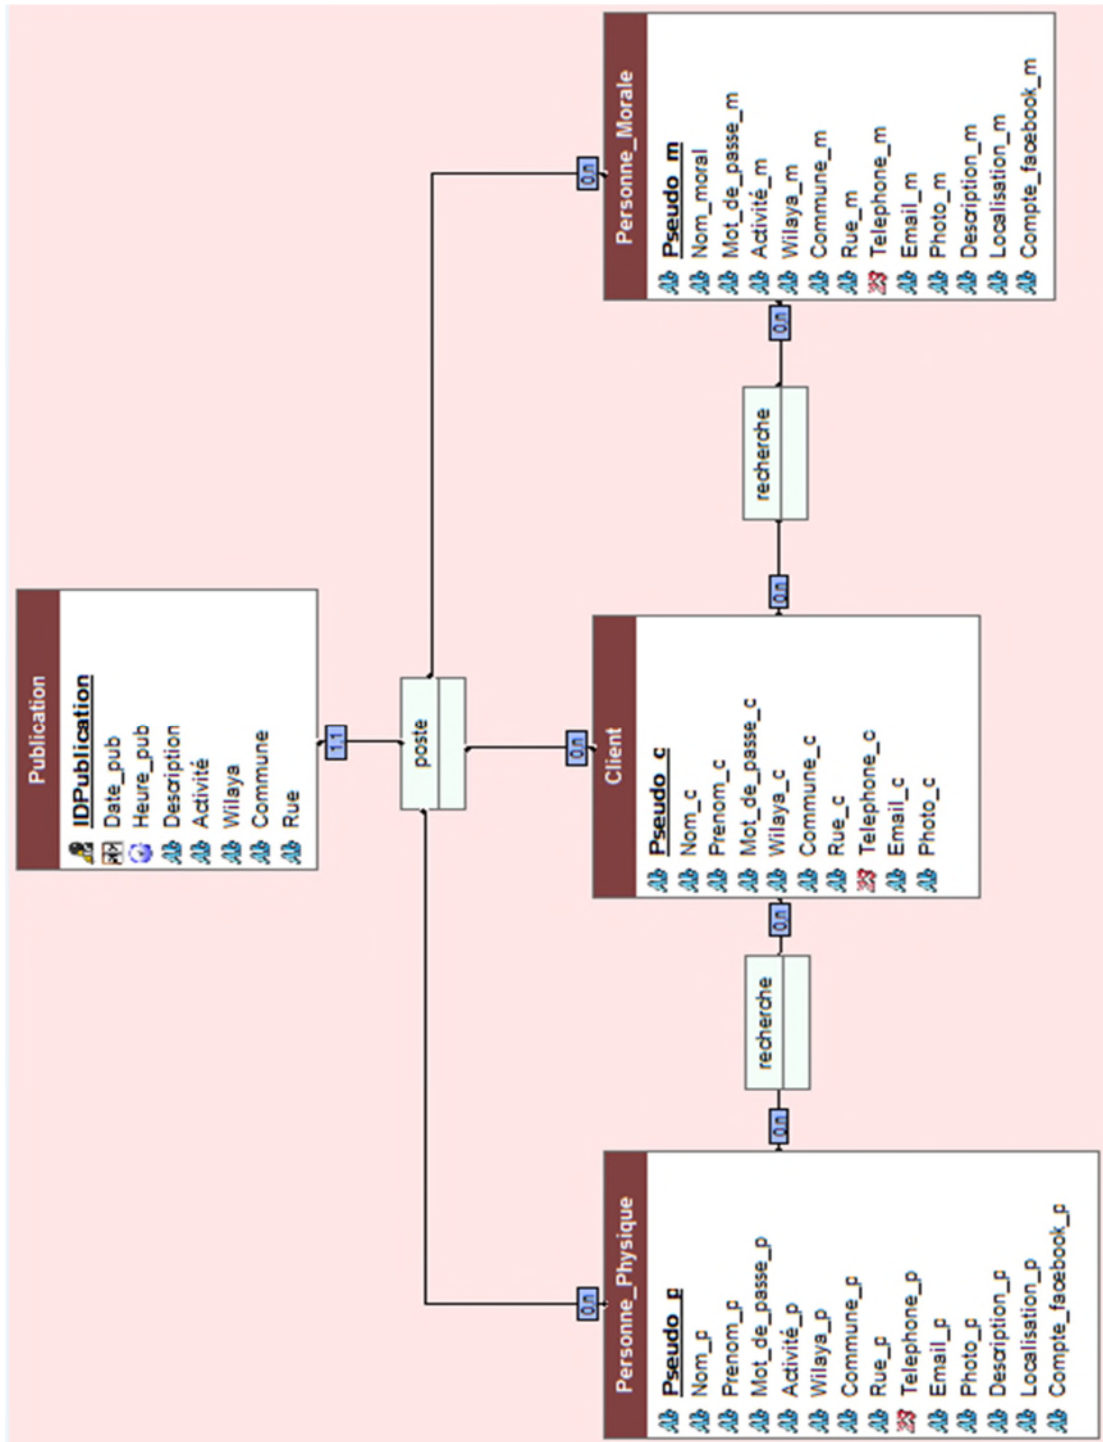 Publication
IDPublication
Date_pub
Heure_pub
Description
Activité
Wilaya
Commune
Rue
1,1
poste
0,n
0,n
0,n
Personne_Physique
Pseudo_p
Nom_p
Prenom_p
Mot_de_passe_p
Activité_p
Wilaya_p
Commune_p
Rue_p
Telephone_p
Email_p
Photo_p
Description_p
Localisation_p
Compte_facebook_p
0,n
recherche
0,n
Client
Pseudo_c
Nom_c
Prenom_c
Mot_de_passe_c
Wilaya_c
Commune_c
Rue_c
Telephone_c
Email_c
Photo_c
0,n
recherche
0,n
Personne_Morale
Pseudo_m
Nom_moral
Mot_de_passe_m
Activité_m
Wilaya_m
Commune_m
Rue_m
Telephone_m
Email_m
Photo_m
Description_m
Localisation_m
Compte_facebook_m